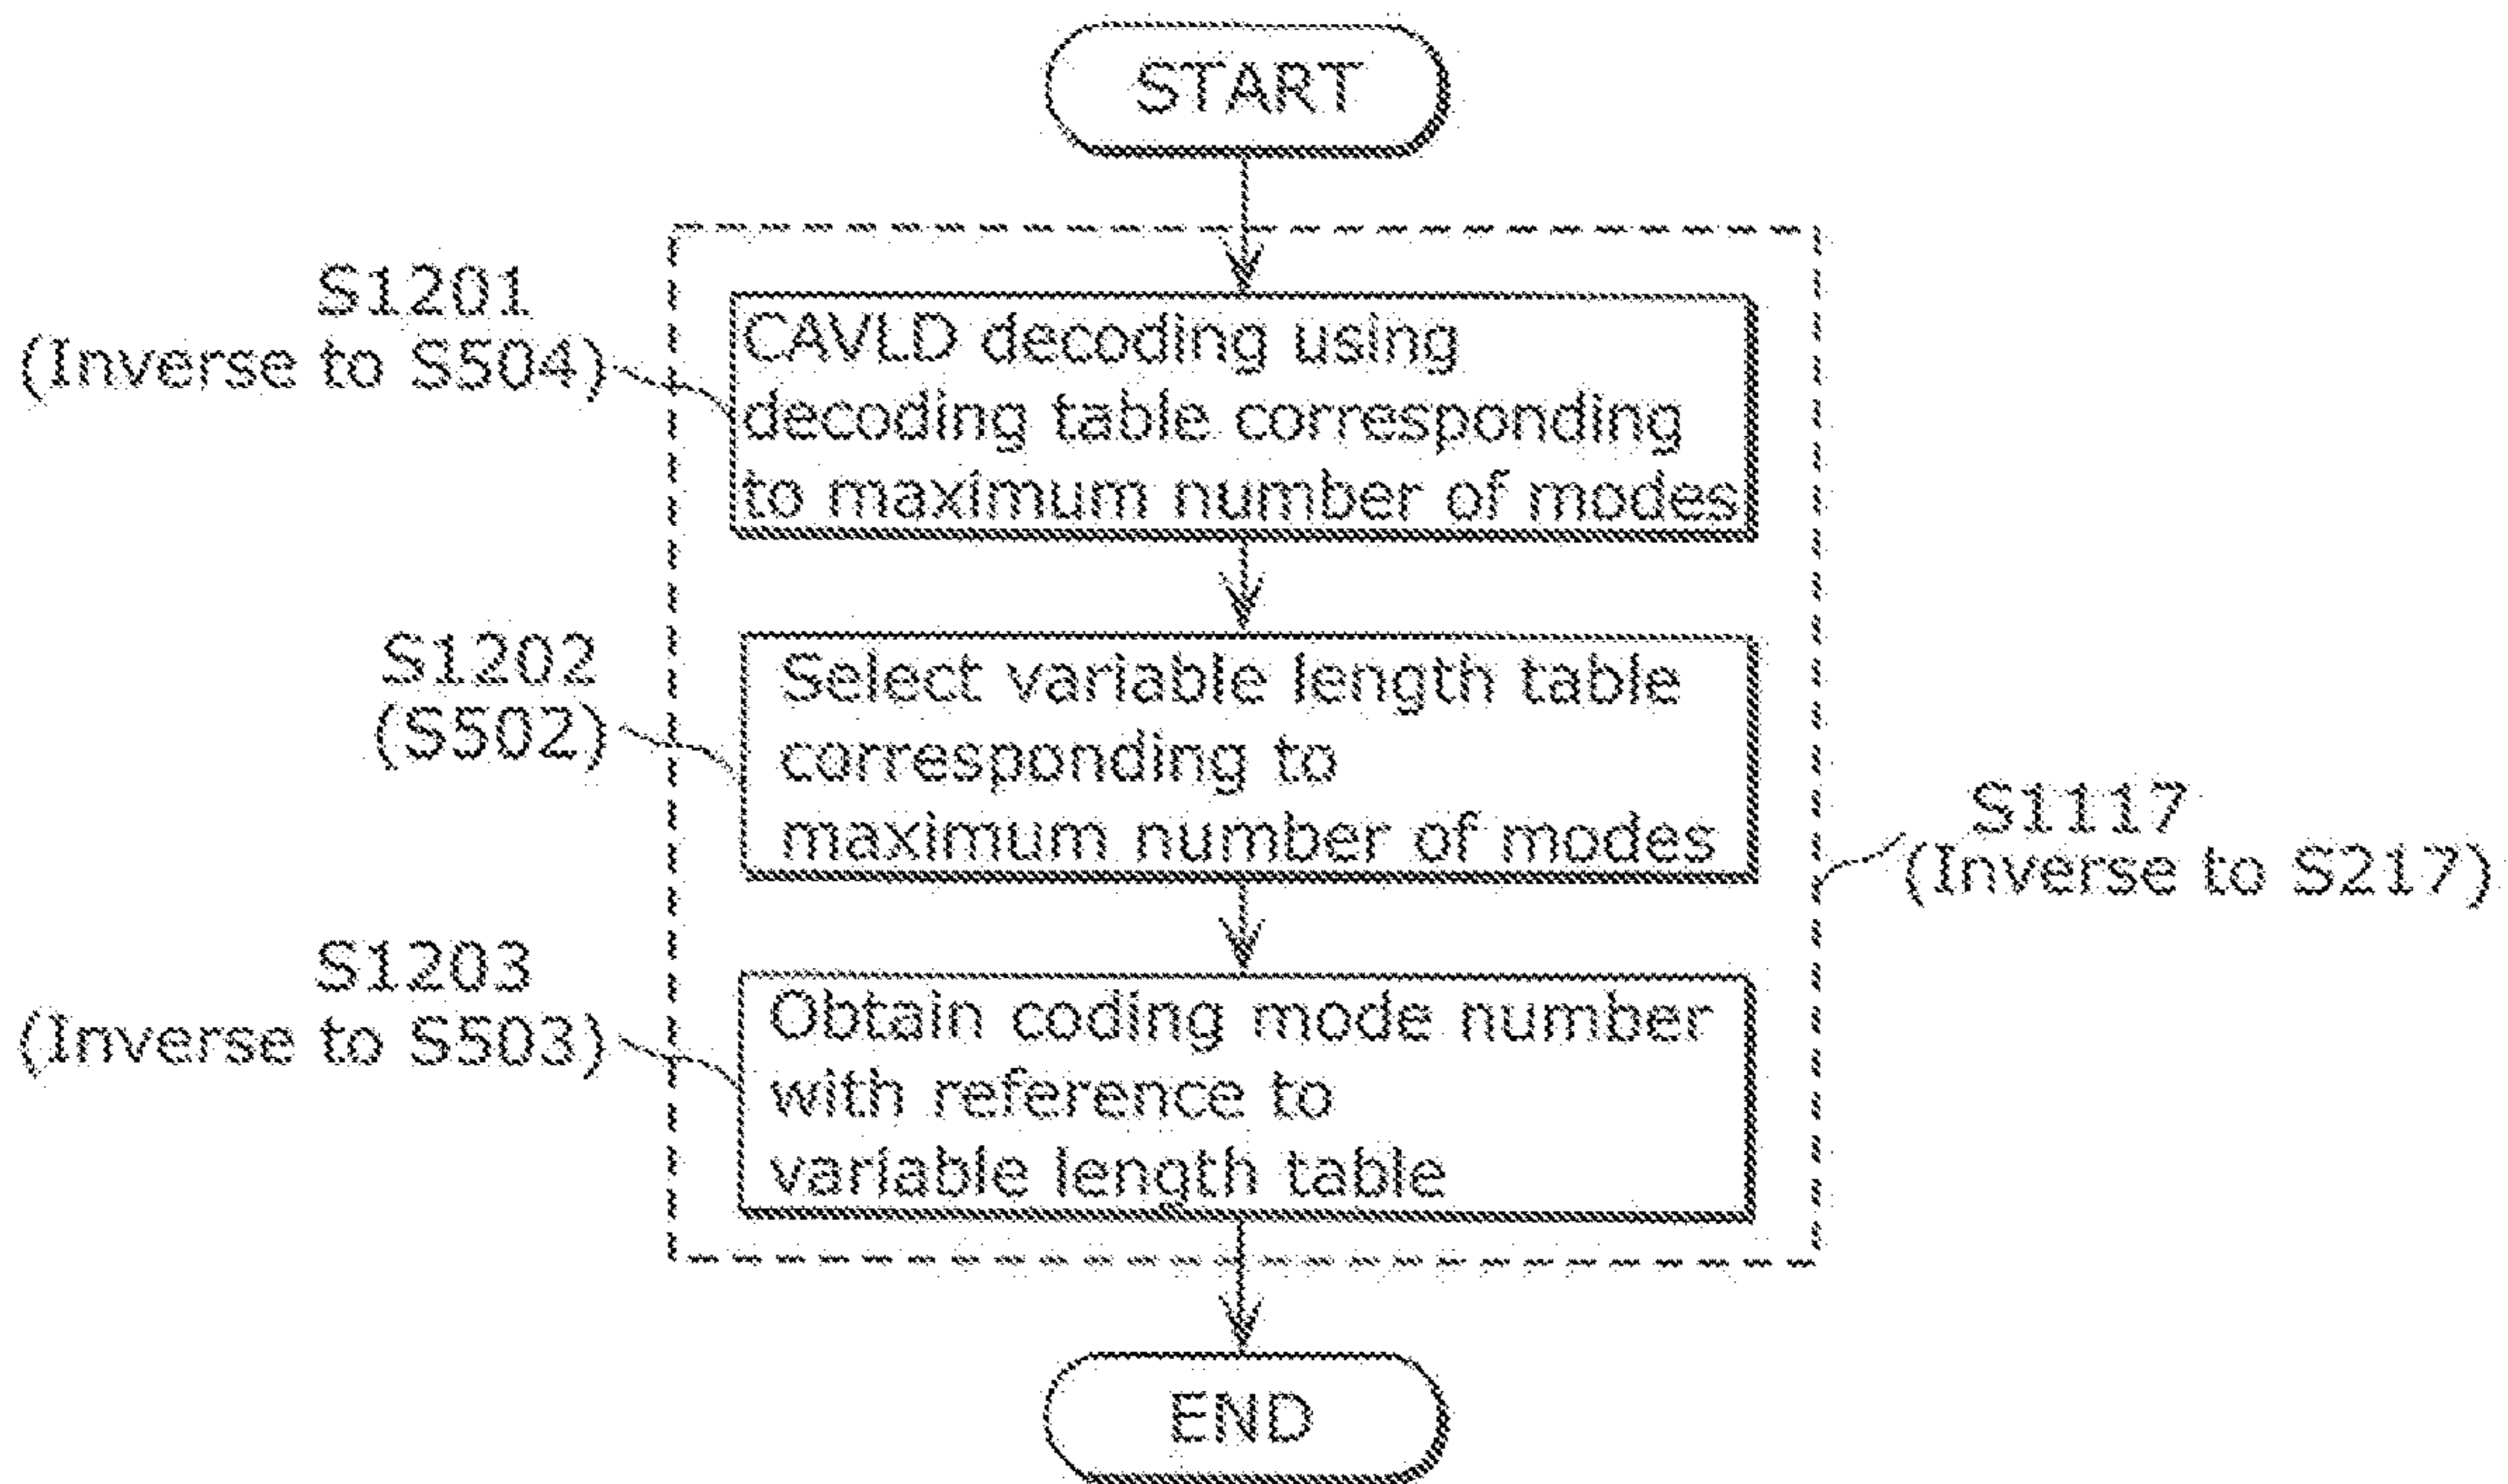 START
S1201
(Inverse to S504)
CAVLD decoding using
decoding table corresponding
to maximum number of modes
S1202
(S502)
Select variable length table
corresponding to
maximum number of modes
S1117
(Inverse to S217)
S1203
(Inverse to S503)
Obtain coding mode number
with reference to
variable length table
END